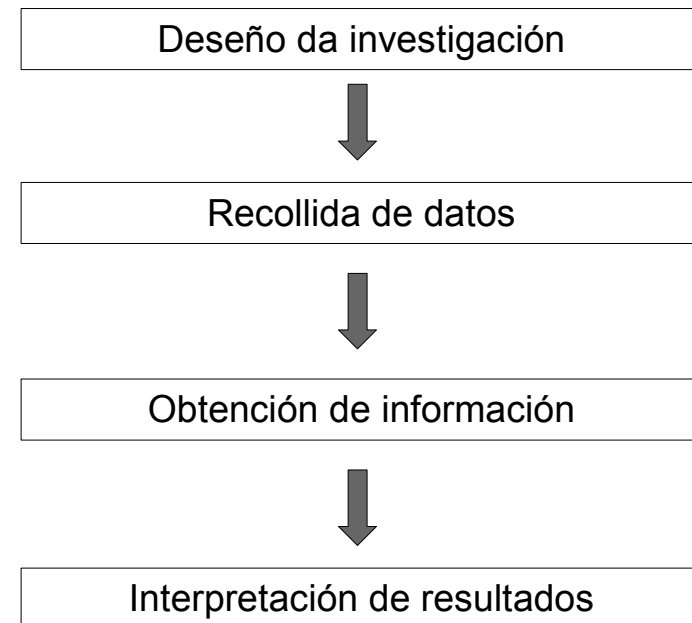 Deseño da investigación
Recollida de datos
Obtención de información
Interpretación de resultados